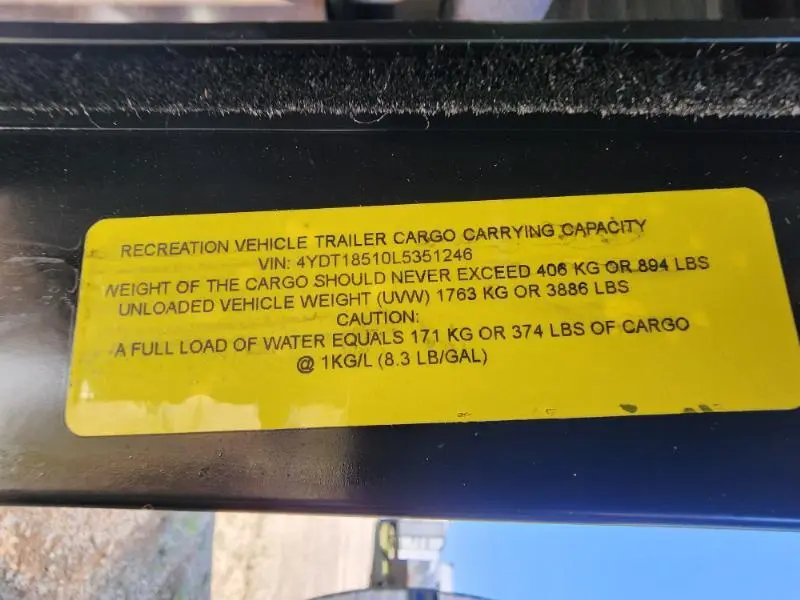 RECREATION VEHICLE TRAILER CARGO CARRYING CAPACITY
VIN: 4YDT18510L5351246
WEIGHT OF THE CARGO SHOULD NEVER EXCEED 406 KG OR 894 LBS
UNLOADED VEHICLE WEIGHT (UVW) 1763 KG OR 3886 LBS
CAUTION:
A FULL LOAD OF WATER EQUALS 171 KG OR 374 LBS OF CARGO
@ 1KG/L (8.3 LB/GAL)